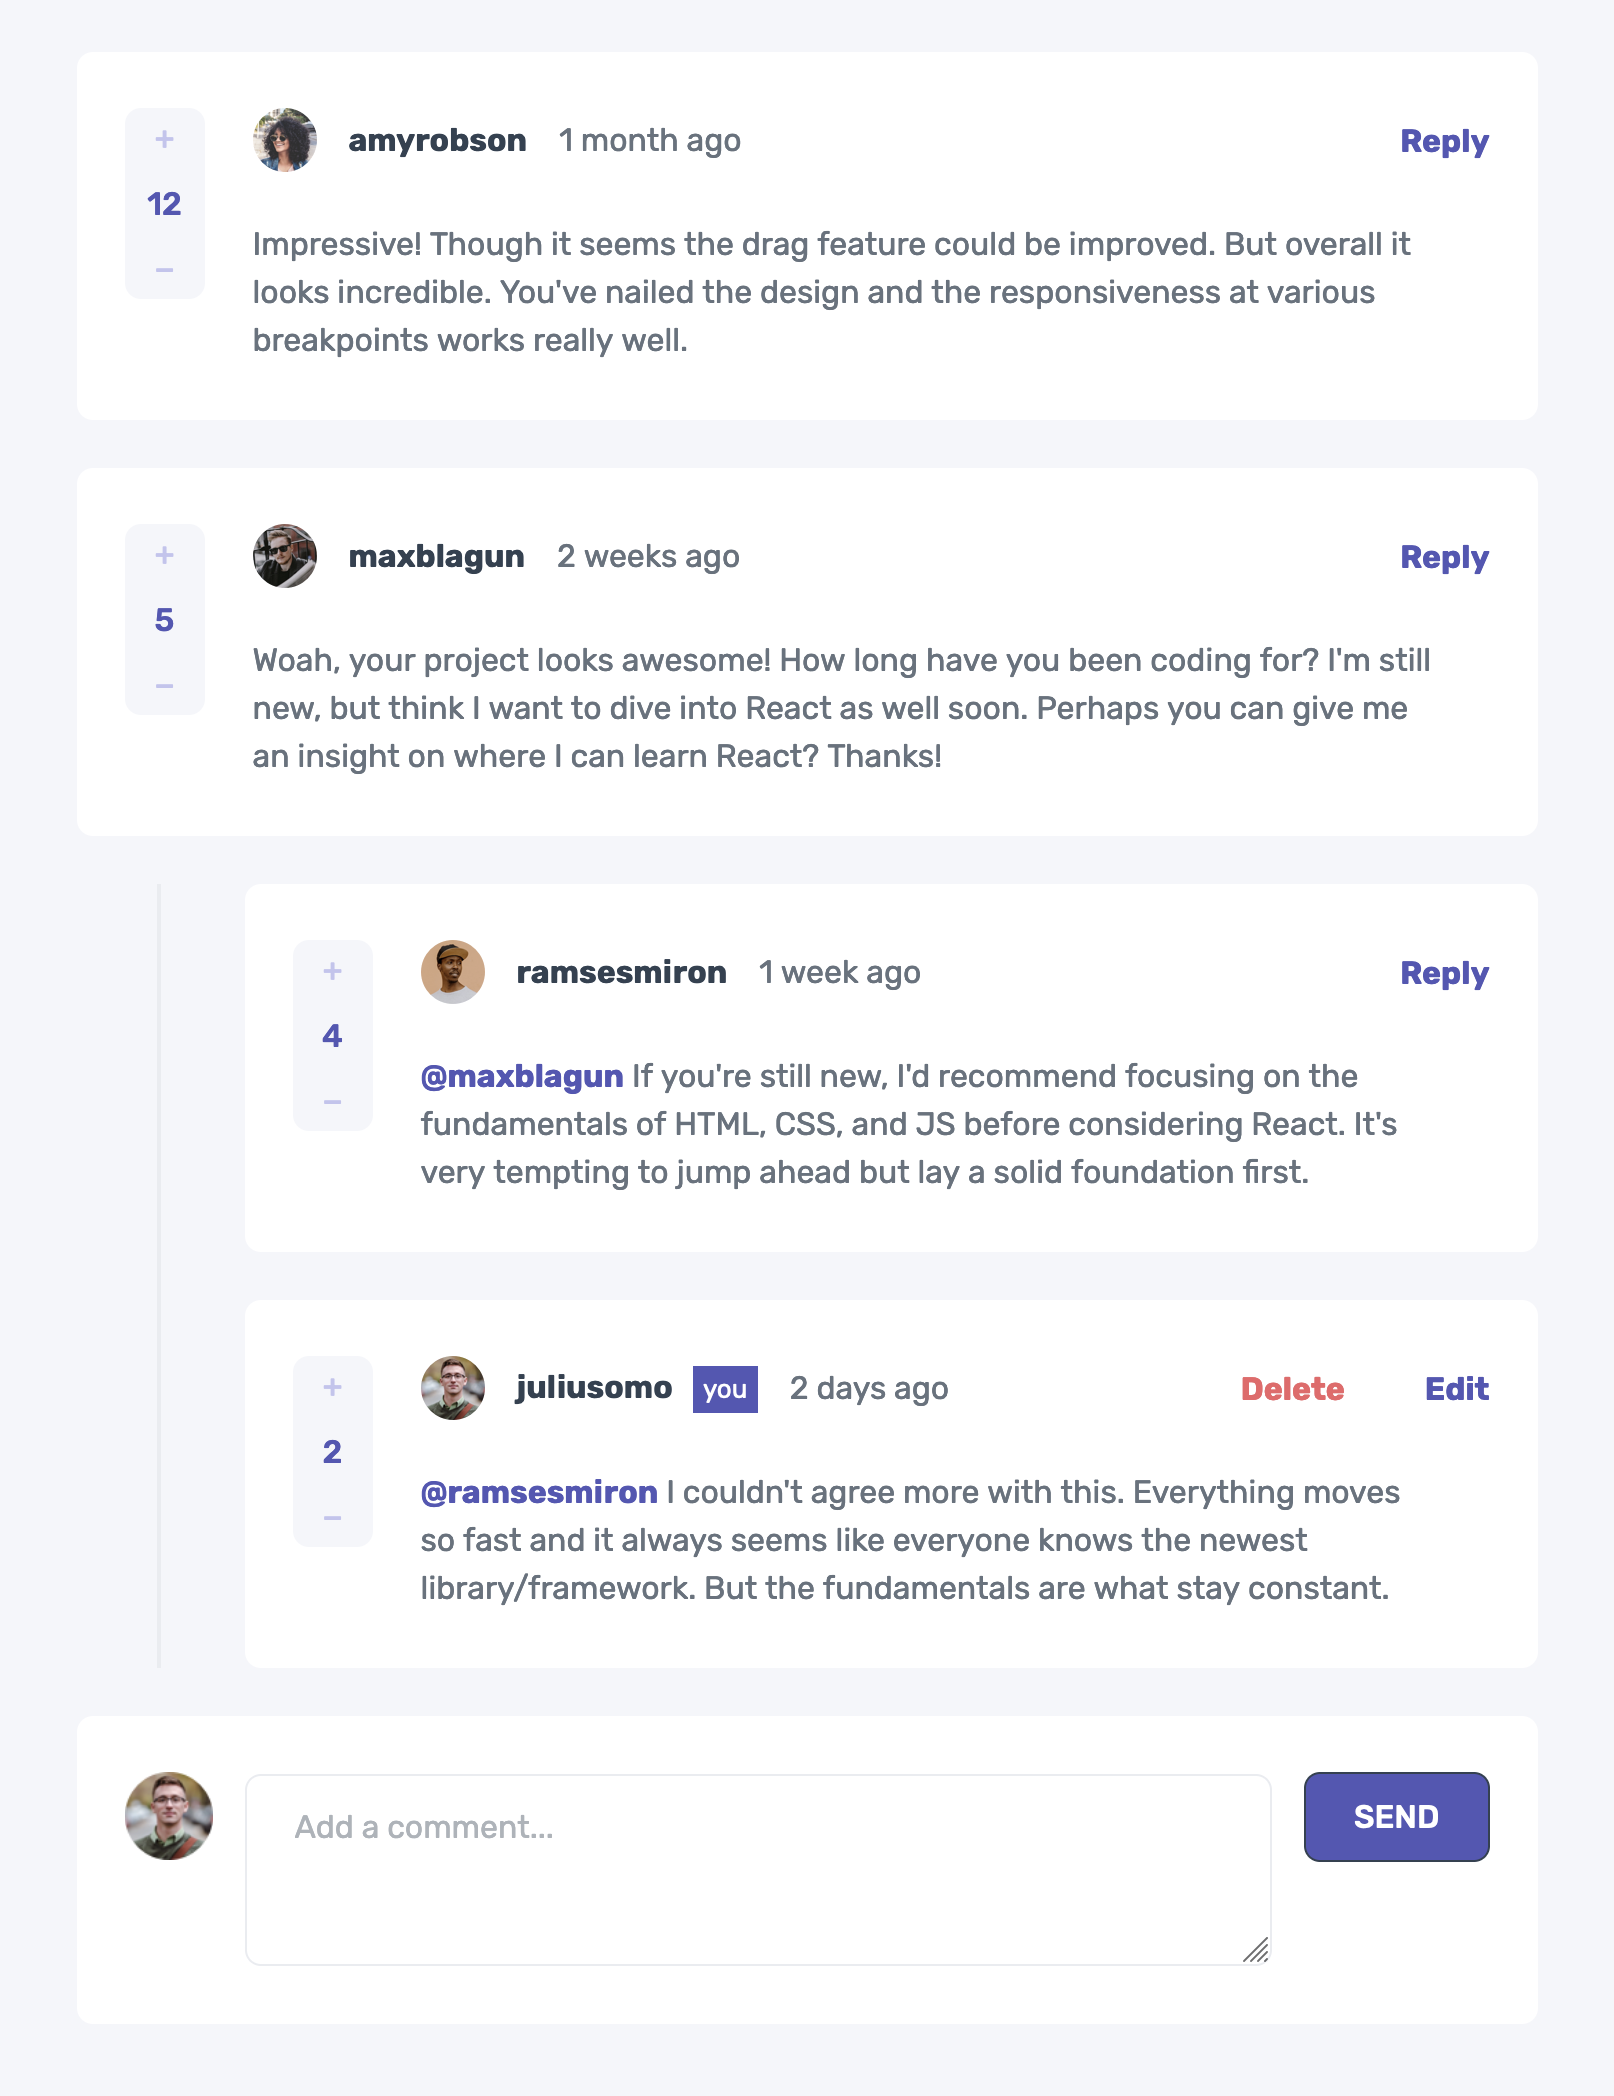 +
12
–
amyrobson 1 month ago Reply
Impressive! Though it seems the drag feature could be improved. But overall it
looks incredible. You've nailed the design and the responsiveness at various
breakpoints works really well.
+
5
–
maxblagun 2 weeks ago Reply
Woah, your project looks awesome! How long have you been coding for? I'm still
new, but think I want to dive into React as well soon. Perhaps you can give me
an insight on where I can learn React? Thanks!
+
4
–
ramsesmiron 1 week ago Reply
@maxblagun If you're still new, I'd recommend focusing on the
fundamentals of HTML, CSS, and JS before considering React. It's
very tempting to jump ahead but lay a solid foundation first.
+
2
–
juliusomo you 2 days ago Delete Edit
@ramsesmiron I couldn't agree more with this. Everything moves
so fast and it always seems like everyone knows the newest
library/framework. But the fundamentals are what stay constant.
Add a comment...
SEND